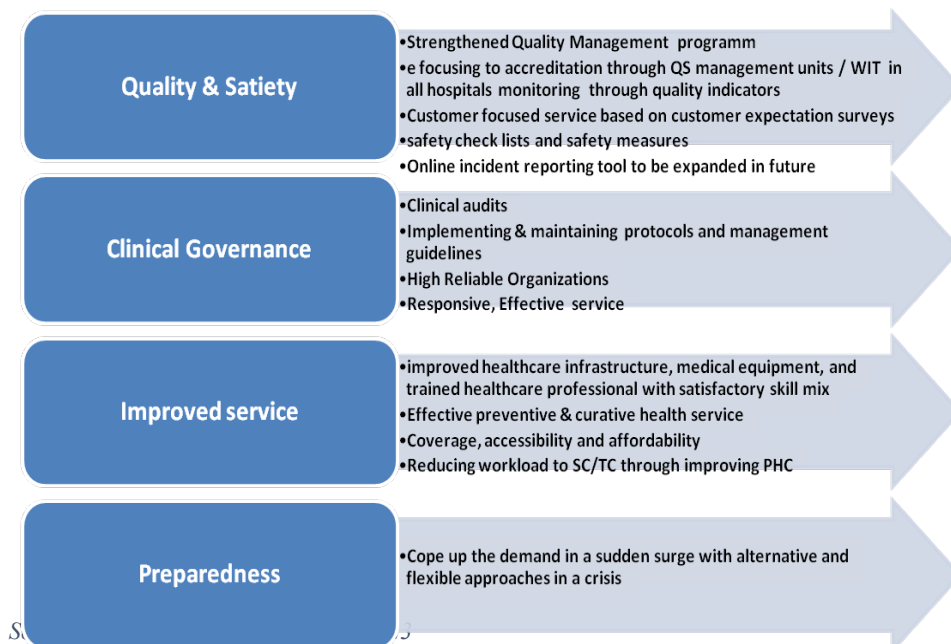 Quality & Satiety
•Strengthened Quality Management programm
•e focusing to accreditation through QS management units / WIT in
all hospitals monitoring through quality indicators
•Customer focused service based on customer expectation surveys
•safety check lists and safety measures
•Online incident reporting tool to be expanded in future
Clinical Governance
•Clinical audits
•Implementing & maintaining protocols and management
guidelines
•High Reliable Organizations
•Responsive, Effective service
Improved service
•improved healthcare infrastructure, medical equipment, and
trained healthcare professional with satisfactory skill mix
•Effective preventive & curative health service
•Coverage, accessibility and affordability
•Reducing workload to SC/TC through improving PHC
Preparedness
•Cope up the demand in a sudden surge with alternative and
flexible approaches in a crisis